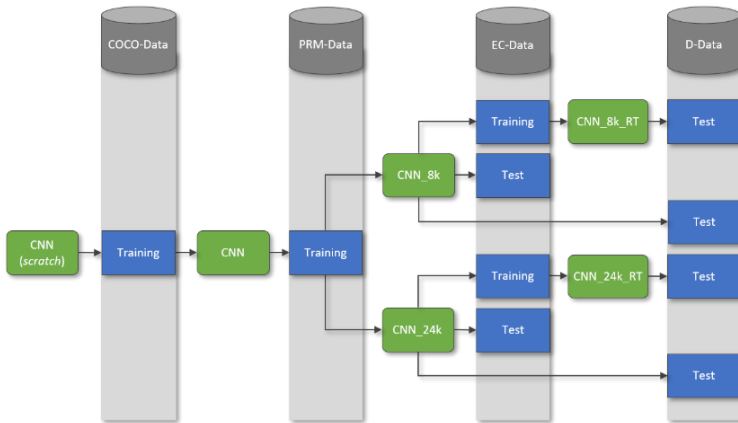 COCO-Data
PRM-Data
EC-Data
D-Data
Training
CNN_8k_RT
Test
CNN_8k
Test
Test
CNN
(scratch)
Training
CNN
Training
Training
CNN_24k_RT
Test
CNN_24k
Test
Test